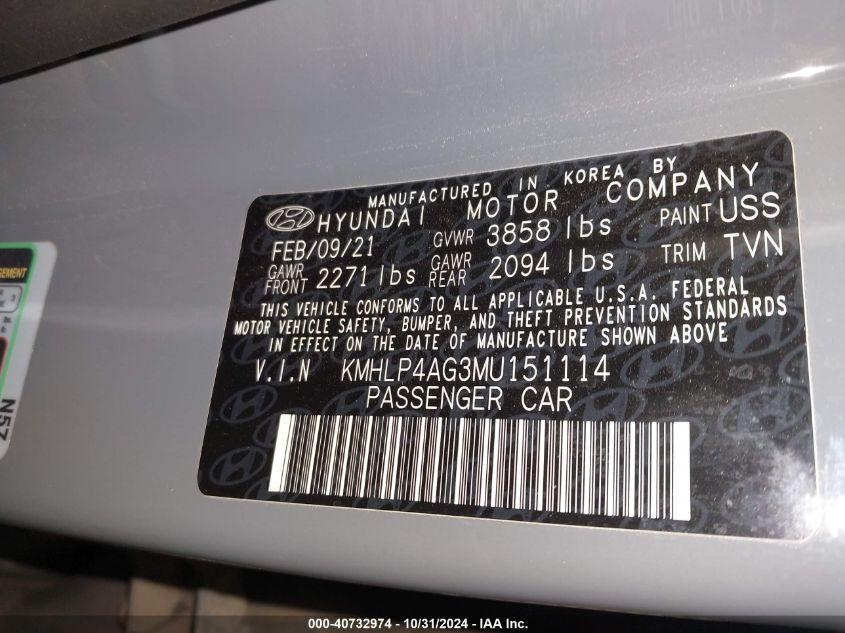 MANUFACTURED IN KOREA BY
HYUNDAI MOTOR COMPANY
FEB/09/21 GVWR 3858 lbs PAINT USS
GAWR FRONT 2271 lbs GAWR REAR 2094 lbs TRIM TVN
THIS VEHICLE CONFORMS TO ALL APPLICABLE U.S.A. FEDERAL
MOTOR VEHICLE SAFETY, BUMPER, AND THEFT PREVENTION STANDARDS
IN EFFECT ON THE DATE OF MANUFACTURE SHOWN ABOVE
V.I.N KMHLP4AG3MU151114
PASSENGER CAR
N57
000-40732974 - 10/31/2024 - IAA Inc.